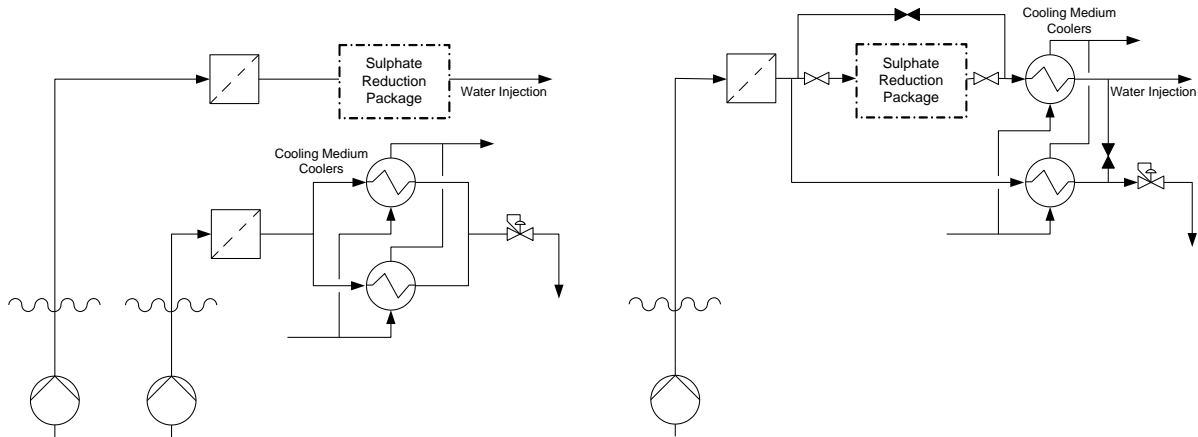 Sulphate
Reduction
Package
Water Injection
Cooling Medium
Coolers
Cooling Medium
Coolers
Sulphate
Reduction
Package
Water Injection